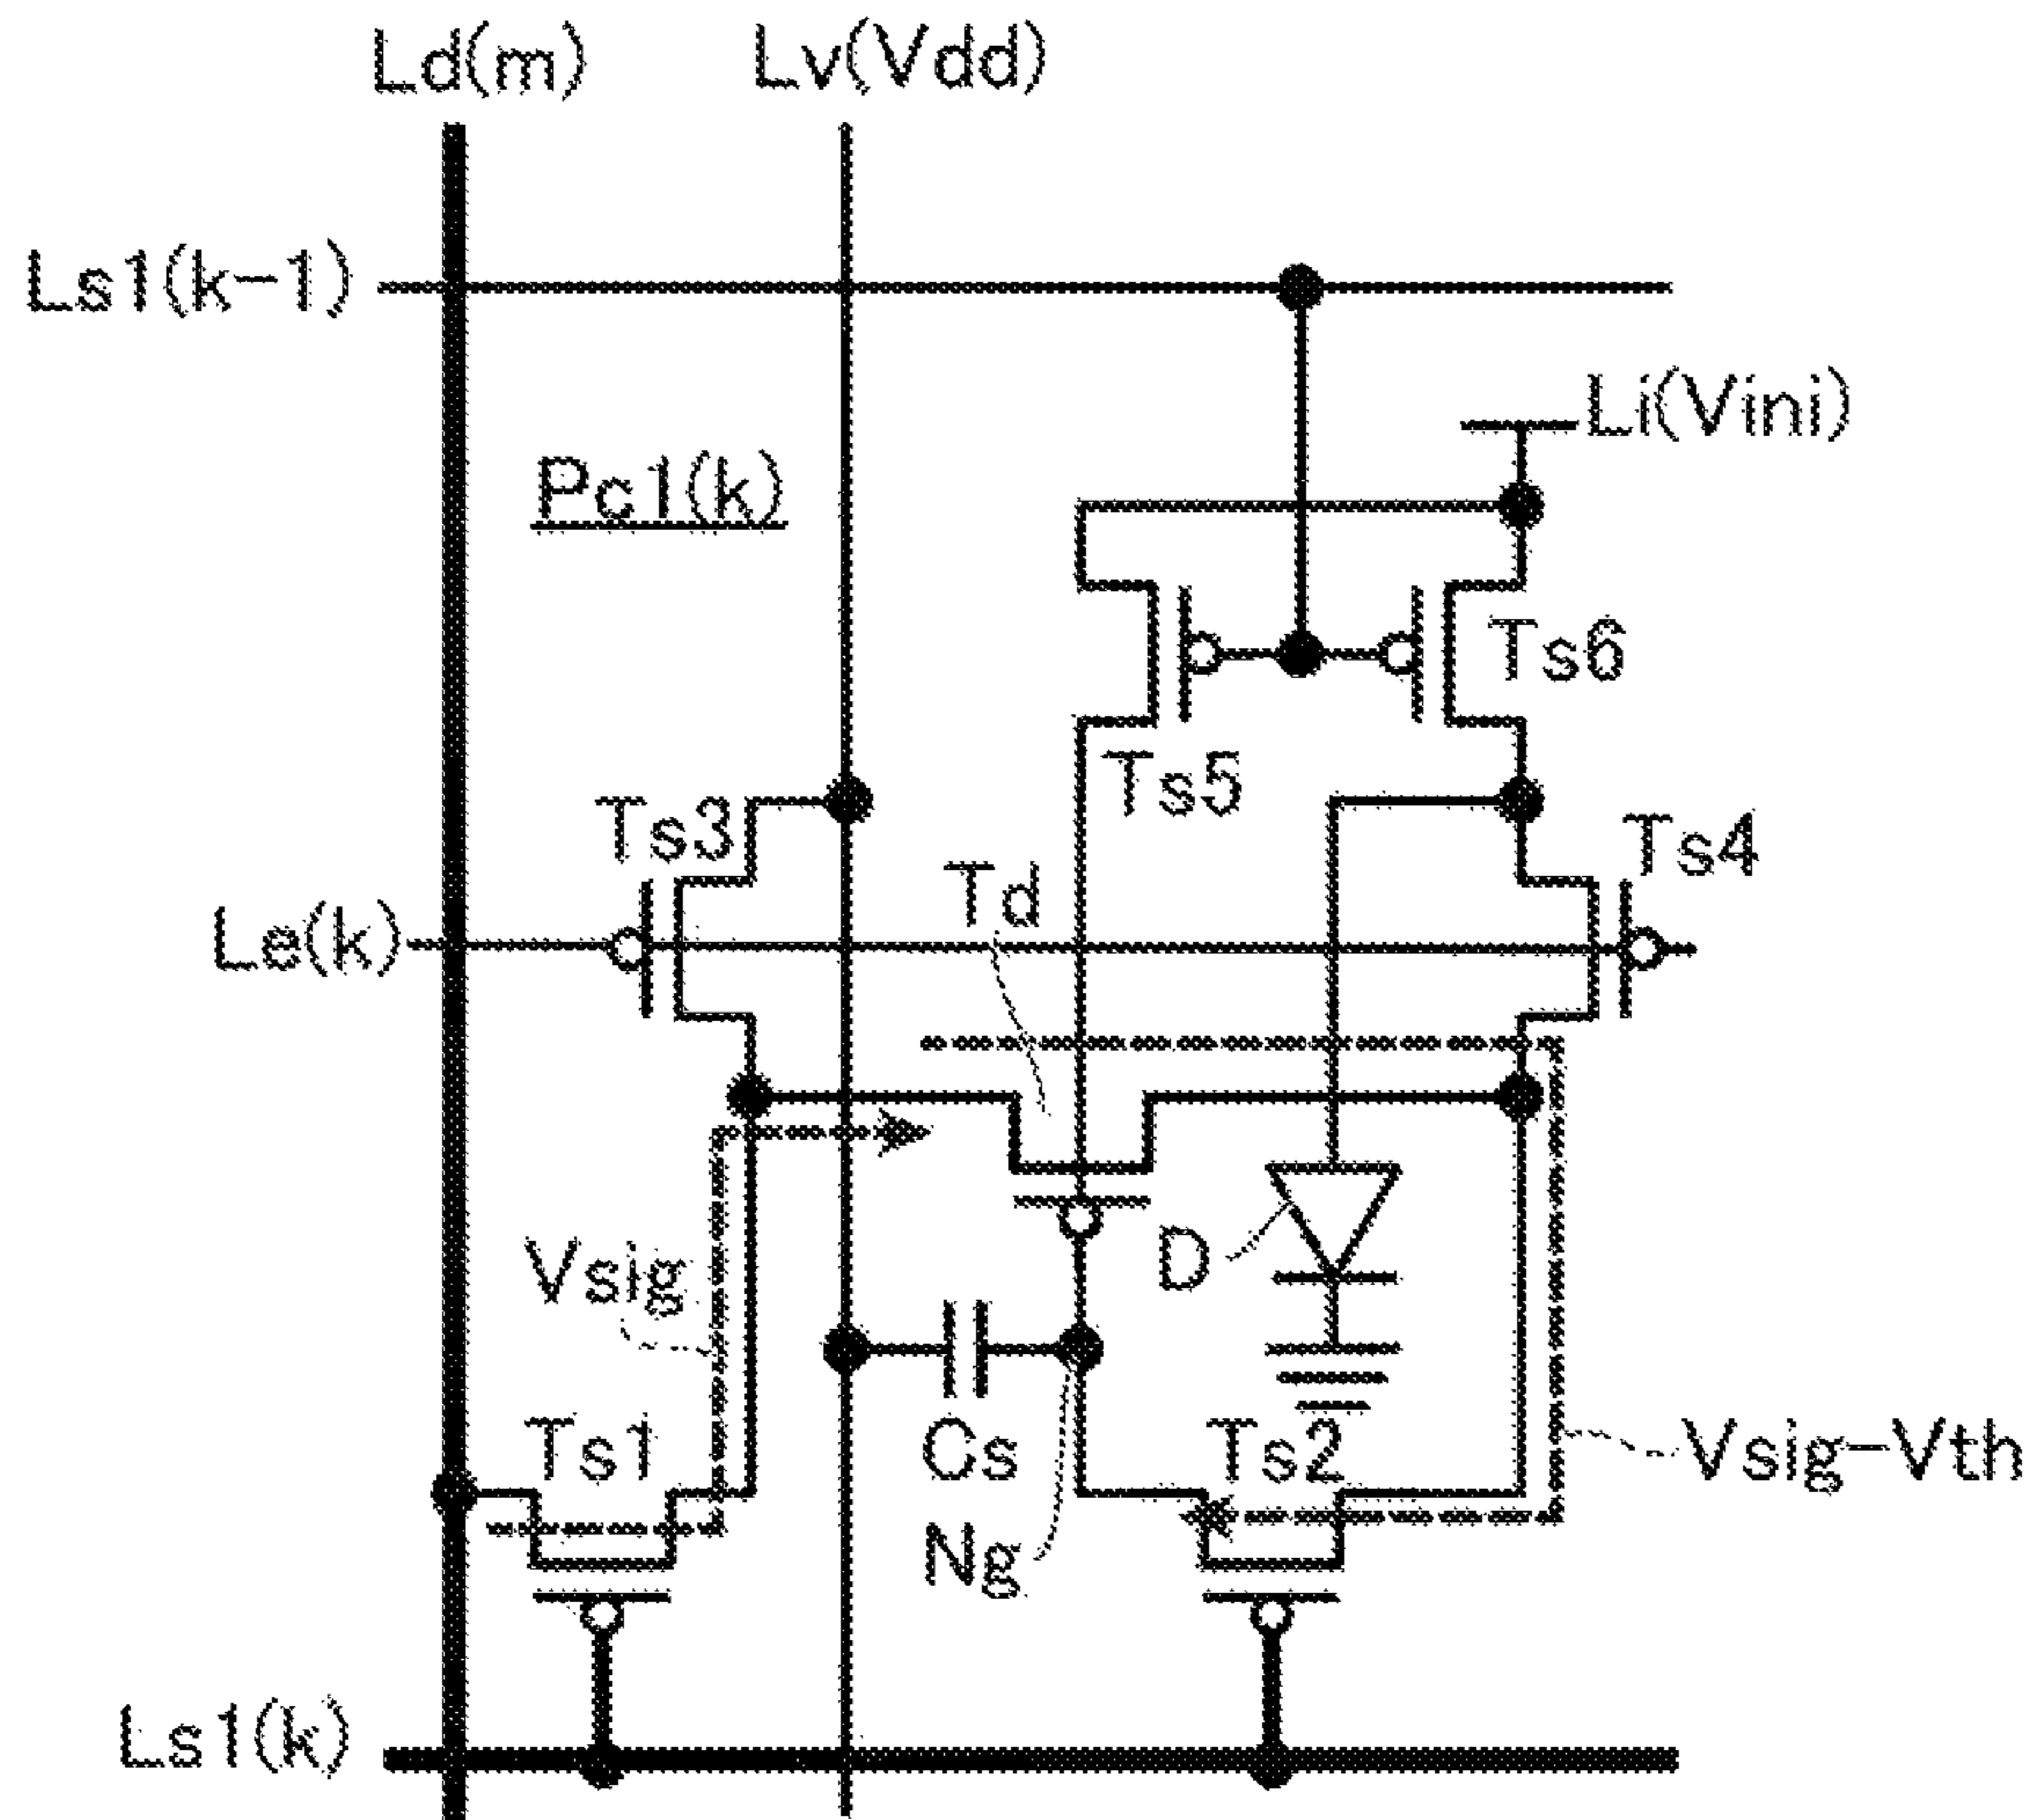 Ld(m)
Lv(Vdd)
Ls1(k-1)
Li(Vini)
Pc1(k)
Ts6
Ts5
Ts3
Ts4
Td
Le(k)
Vsig
D
Ts1
Cs
Ts2
Vsig-Vth
Ng
Ls1(k)